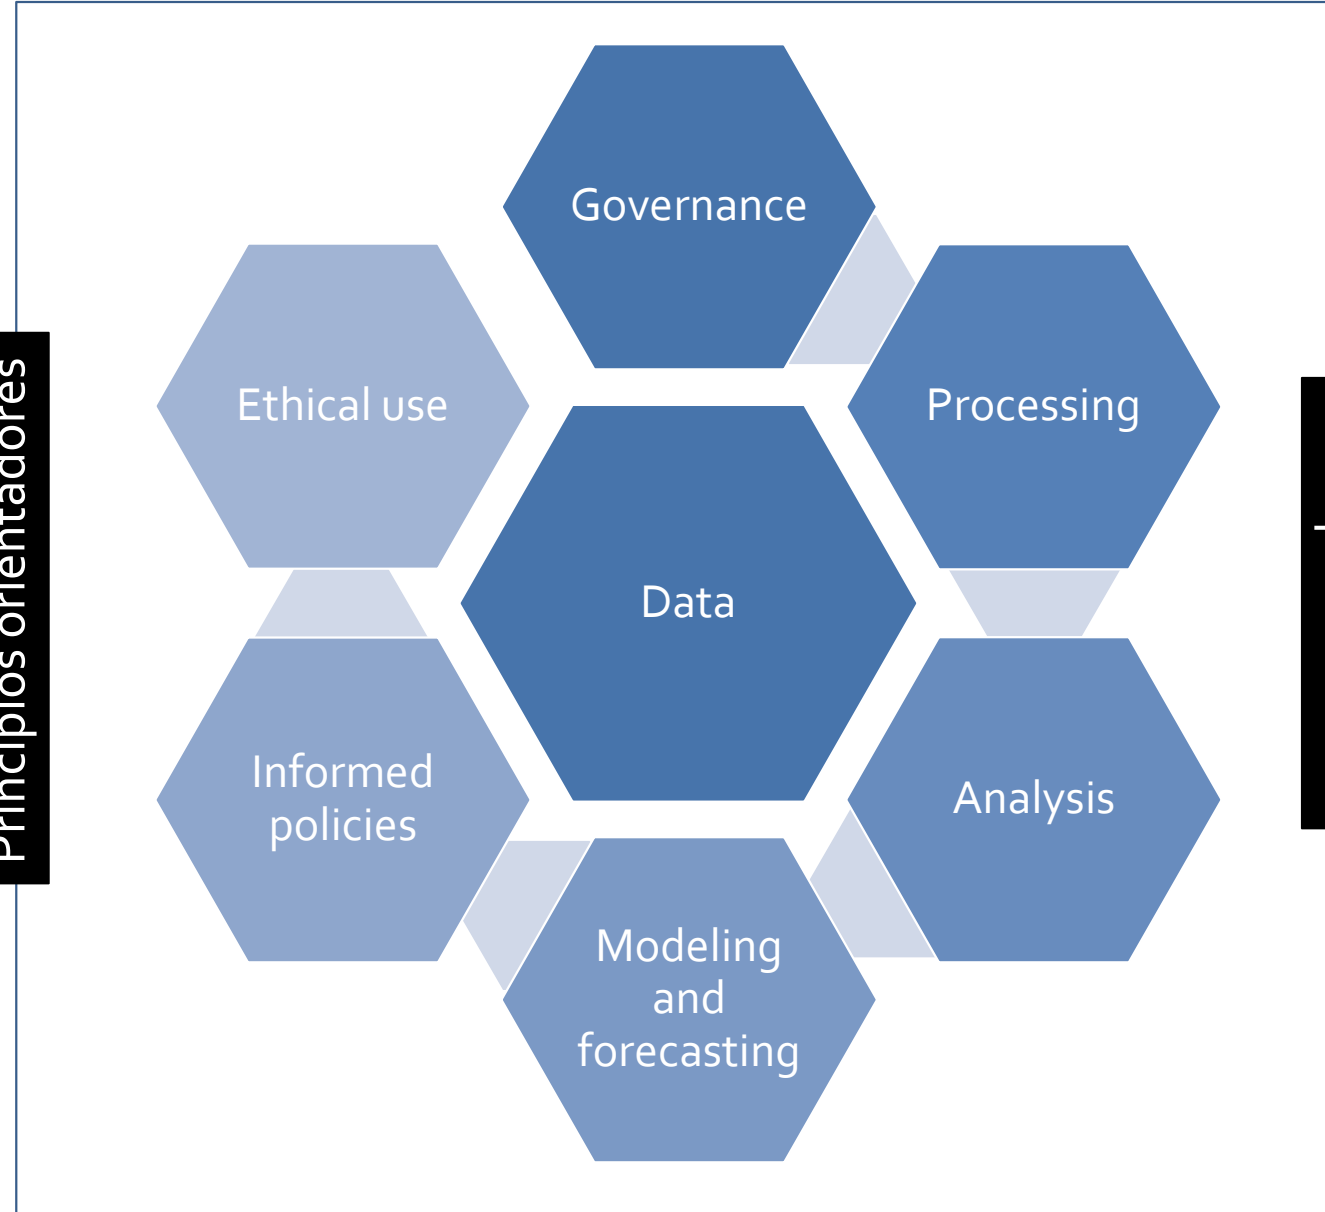 Governance
Ethical use
Processing
Principios orientadores
Data
Informed
policies
Analysis
Modeling
and
forecasting